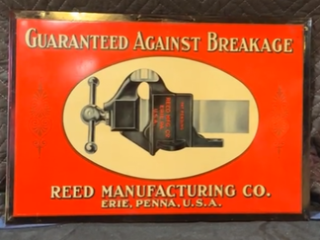 GUARANTEED AGAINST BREAKAGE
REED MANUFACTURING CO.
ERIE, PENNA, U.S.A.